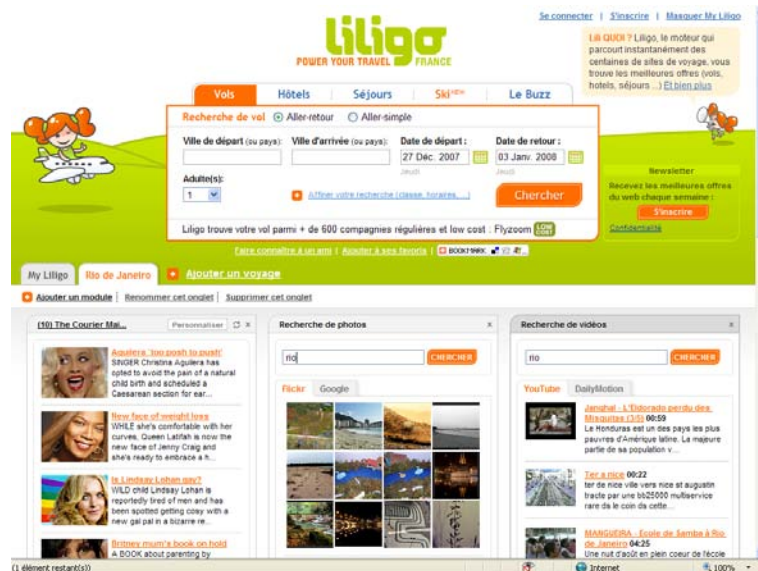 Se connecter | S'inscrire | Masquer My Liligo
liligo
POWER YOUR TRAVEL FRANCE
Lili QUOI ? Liligo, le moteur qui
parcourt instantanément des
centaines de sites de voyage, vous
trouve les meilleures offres (vols,
hotels, séjours ...) Et bien plus
Vols Hôtels Séjours Ski NEW Le Buzz
Recherche de vol Aller-retour Aller-simple
Ville de départ (ou pays): Ville d'arrivée (ou pays): Date de départ : Date de retour :
27 Déc. 2007 03 Janv. 2008
Jeudi Jeudi
Adulte(s):
1 Affiner votre recherche (classe, horaires, ...) Chercher
Liligo trouve votre vol parmi + de 600 compagnies régulières et low cost : Flyzoom LOW COST
Newsletter
Recevez les meilleures offres
du web chaque semaine :
S'inscrire
Confidentialité
Faire connaître à un ami | Ajouter à ses favoris | BOOKMARK
My Liligo Rio de Janeiro Ajouter un voyage
Ajouter un module | Renommer cet onglet | Supprimer cet onglet
(10) The Courier Mai... Personnaliser x
Aguilera 'too posh to push'
SINGER Christina Aguilera has
opted to avoid the pain of a natural
child birth and scheduled a
Caesarean section for ear...
New face of weight loss
WHILE she's comfortable with her
curves, Queen Latifah is now the
new face of Jenny Craig and
she's ready to embrace a h...
Is Lindsay Lohan gay?
WILD child Lindsay Lohan is
reportedly tired of men and has
been spotted getting cosy with a
new gal pal in a bizarre re...
Britney mum's book on hold
A BOOK about parenting by
Recherche de photos x
rio CHERCHER
Flickr Google
Recherche de vidéos x
rio CHERCHER
YouTube DailyMotion
Janghal - L'Eldorado perdu des
Misquitas (3/5) 00:59
Le Honduras est un des pays les plus
pauvres d'Amérique latine. La majeure
partie de sa population v...
Ter a nice 00:22
ter de nice ville vers nice st augustin
tracte par une bb25000 multiservice
rare ds le coin ds cette...
MANGUEIRA - Ecole de Samba à Rio
de Janeiro 04:25
Une nuit d'août en plein coeur de l'école
(1 élément restant(s)) Internet 100%